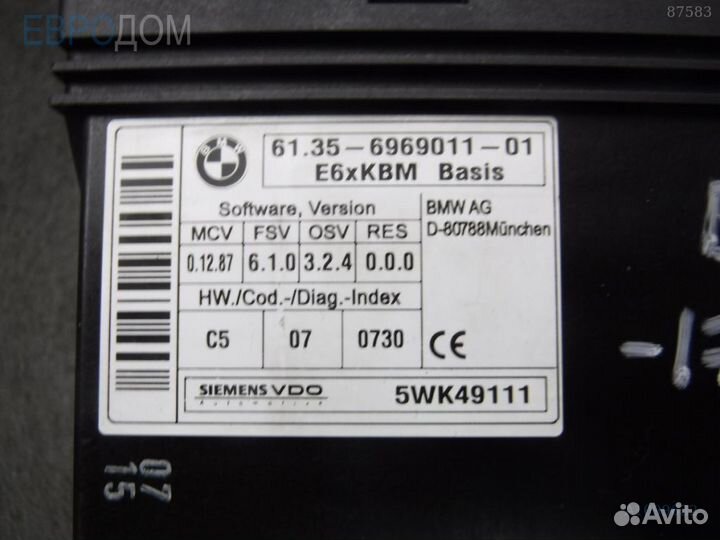 ЕВРОДОМ
87583
BMW
61.35-6969011-01
E6xKBM Basis
Software, Version
MCV FSV OSV RES
0.12.87 6.1.0 3.2.4 0.0.0
HW./Cod.-/Diag.-Index
C5 07 0730
BMW AG
D-80788München
CE
SIEMENS VDO
Automotive
5WK49111
07
15
Avito